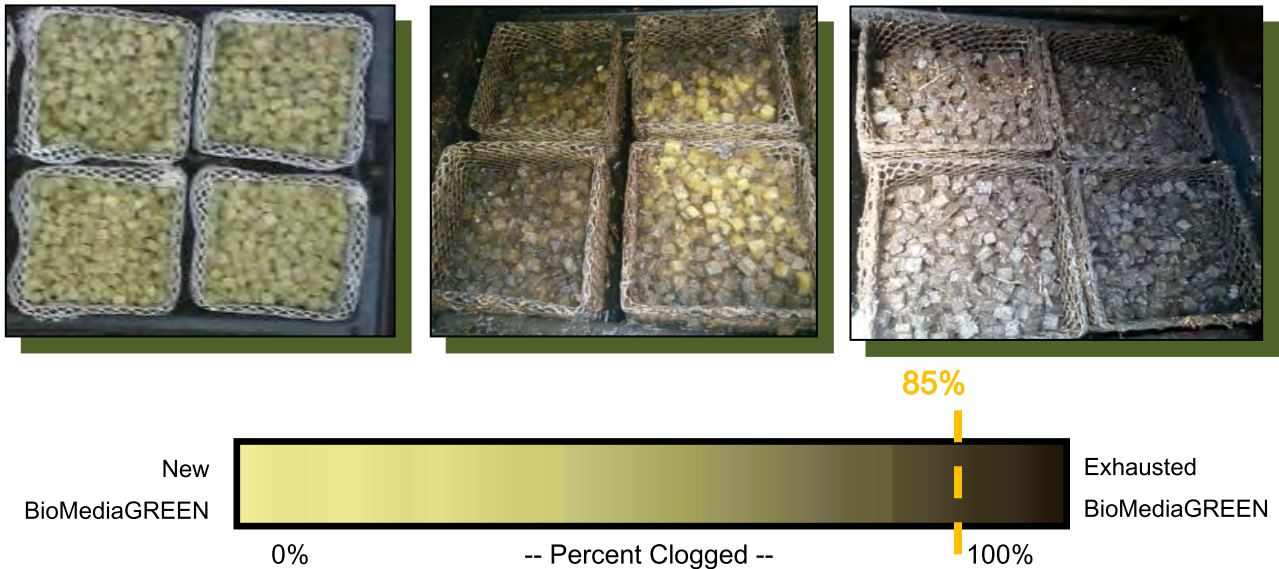 85%
New
BioMediaGREEN
Exhausted
BioMediaGREEN
0%
-- Percent Clogged --
100%